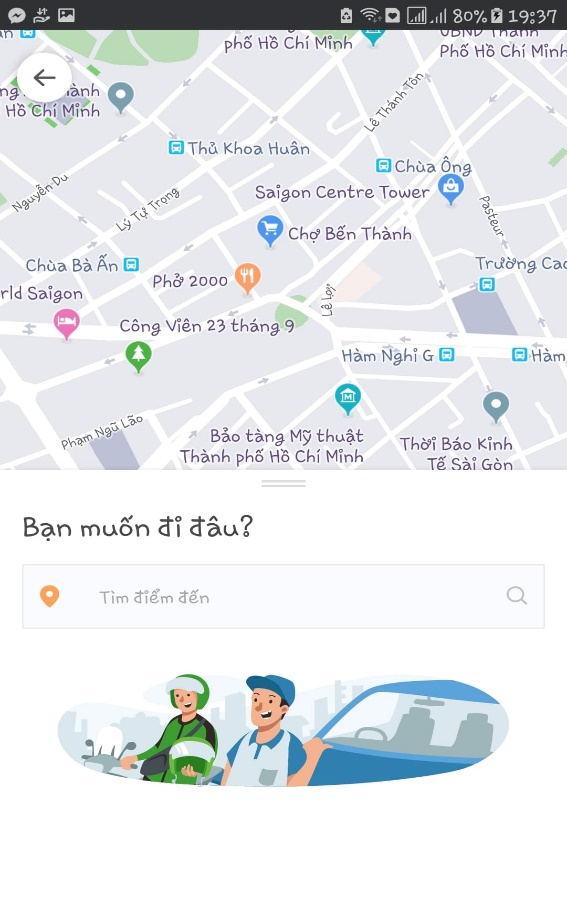 80% 19:37
phố Hồ Chí Minh
UBND Thành
phố Hồ Chí Minh
Hồ Chí Minh
Lê Thánh Tôn
Thủ Khoa Huân
Chùa Ông
Nguyễn Du
Lý Tự Trọng
Saigon Centre Tower
Pasteur
Chợ Bến Thành
Chùa Bà Ấn
Trường Cao
Phở 2000
rld Saigon
Lê Lợi
Công Viên 23 tháng 9
Hàm Nghi G
Hàm
Phạm Ngũ Lão
Bảo tàng Mỹ thuật
Thành phố Hồ Chí Minh
Thời Báo Kinh
Tế Sài Gòn
Bạn muốn đi đâu?
Tìm điểm đến